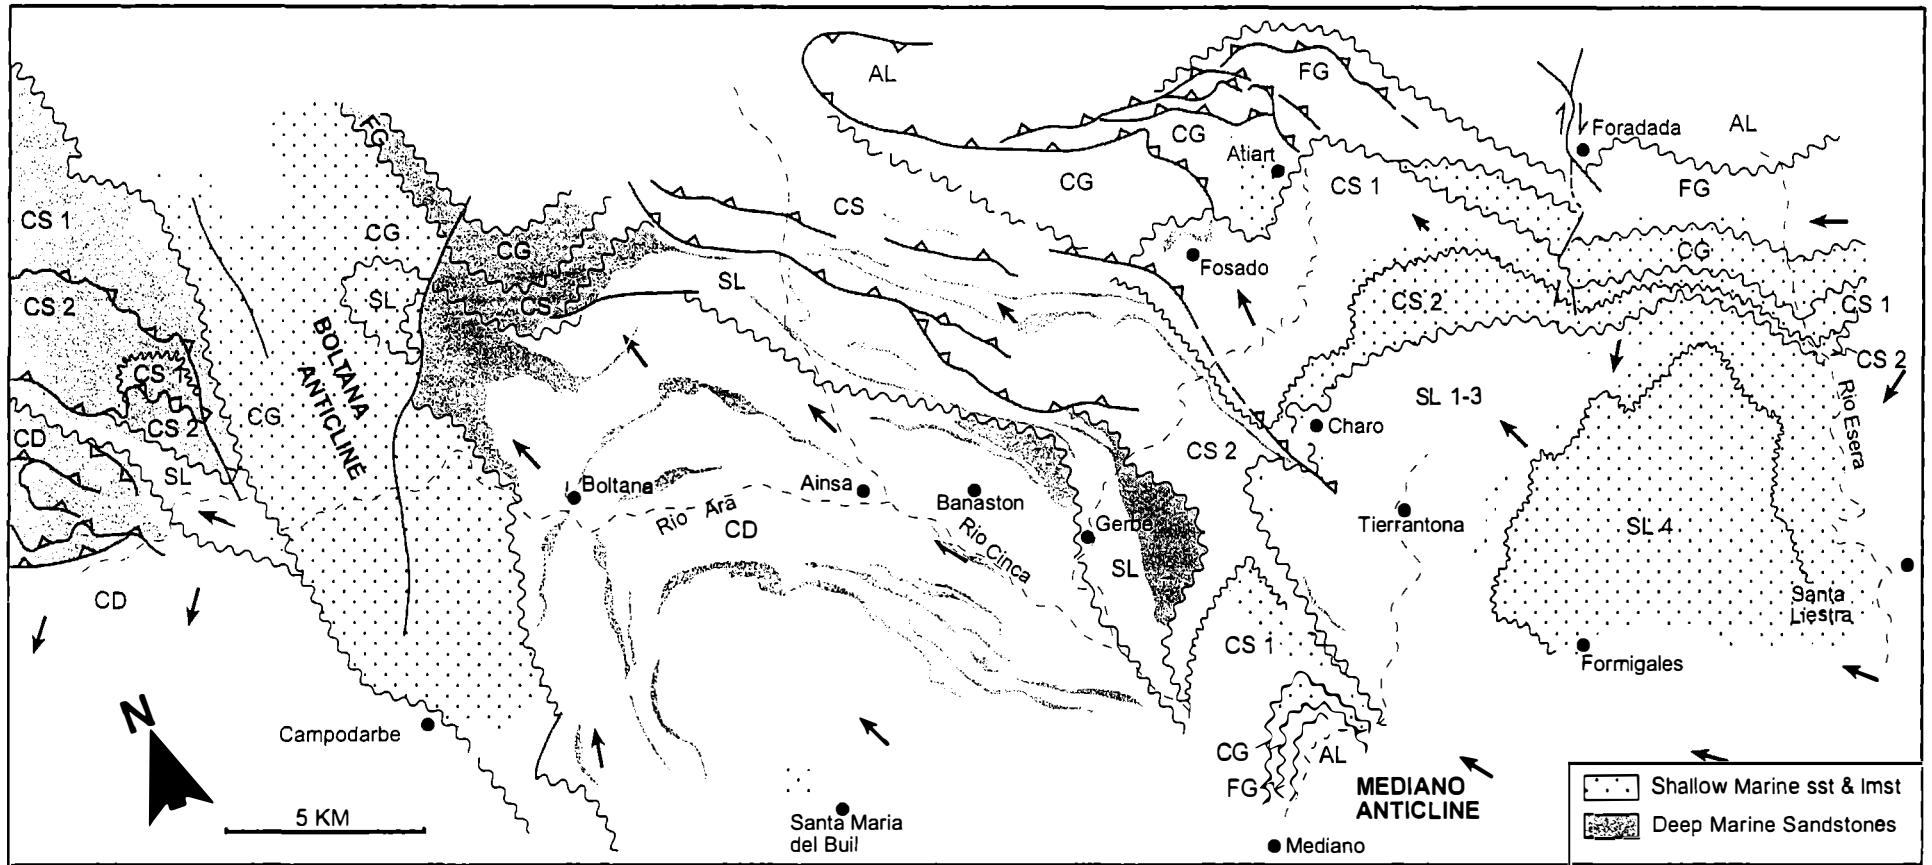 AL
FG
FG
Foradada
AL
CG
Atiart
CS 1
CG
CS
CG
FG
CS 1
CG
CG
Fosado
CG
SL
SL
CS 2
CS
CS 2
CS 1
BOLTANA
ANTICLINE
CS 1
CS 2
SL 1-3
Rio Esera
CG
CS 2
CD
Charo
CS 2
SL
Boltana
Ainsa
Banaston
Rio Ara
CD
Rio Cinca
Gerbe
Tierrantona
SL 4
SL
CD
Santa
Liestra
CS 1
Formigales
N
Campodarbe
CG
AL
FG
MEDIANO
ANTICLINE
Shallow Marine sst & lmst
5 KM
Santa Maria
del Buil
Deep Marine Sandstones
Mediano